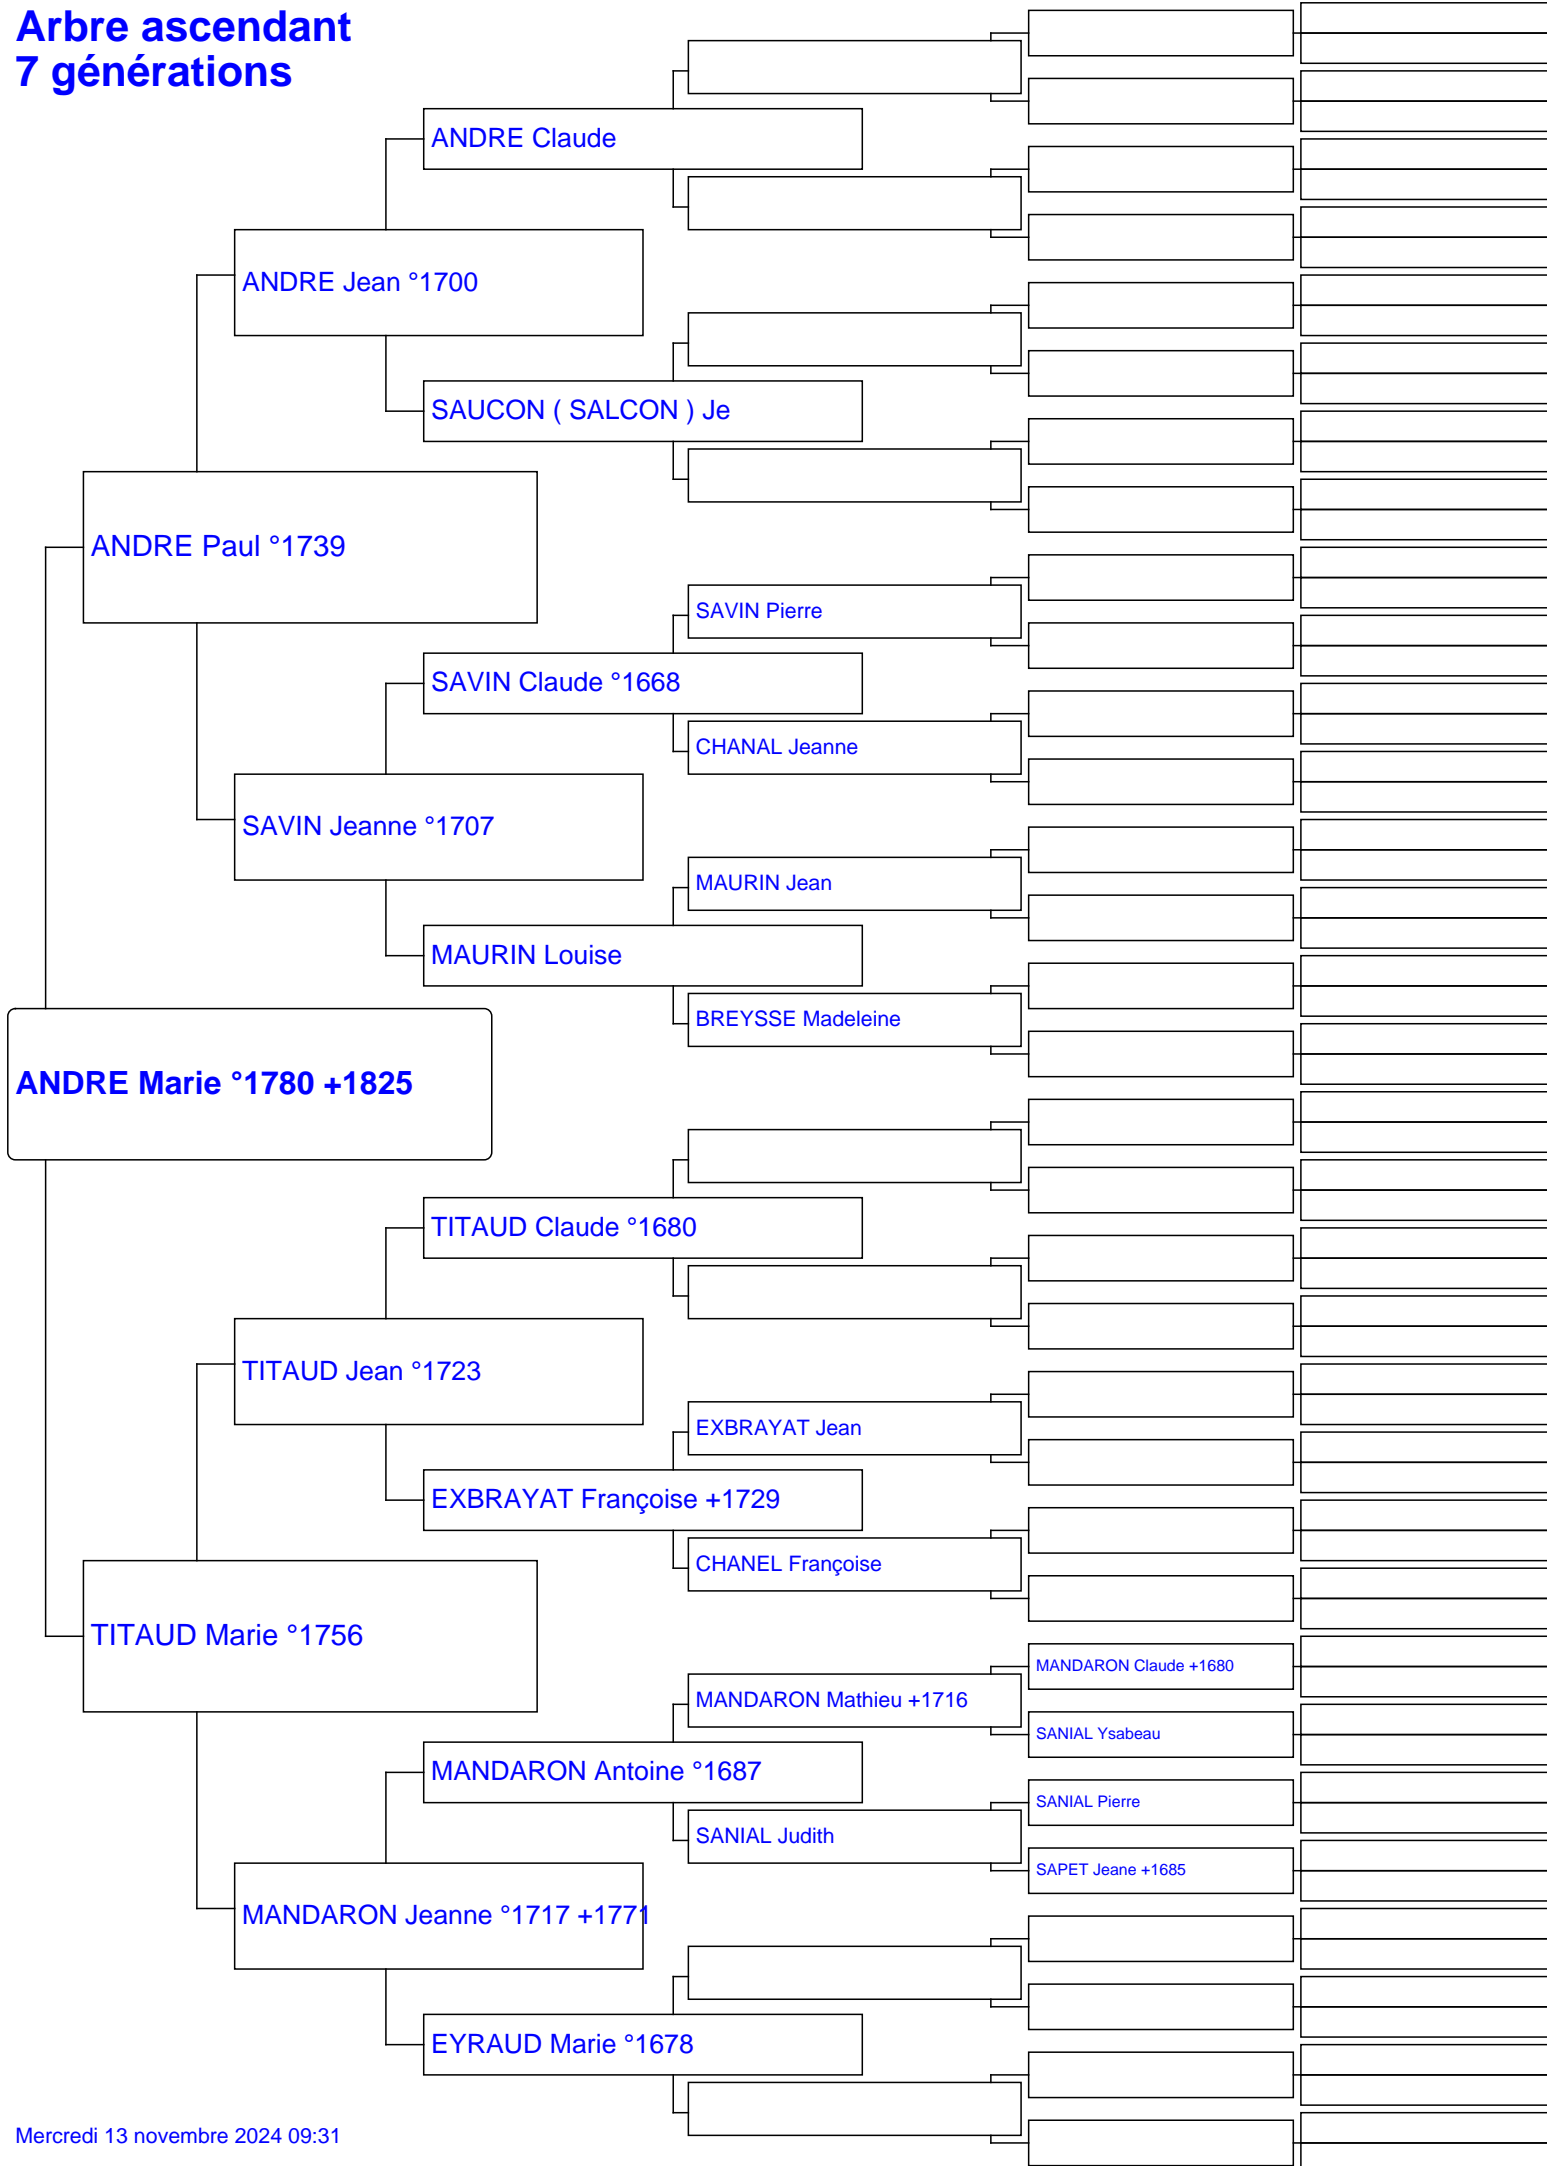 Arbre ascendant
7 générations
ANDRE Claude
ANDRE Jean °1700
SAUCON ( SALCON ) Je
ANDRE Paul °1739
SAVIN Pierre
SAVIN Claude °1668
CHANAL Jeanne
SAVIN Jeanne °1707
MAURIN Jean
MAURIN Louise
BREYSSE Madeleine
ANDRE Marie °1780 +1825
TITAUD Claude °1680
TITAUD Jean °1723
EXBRAYAT Jean
EXBRAYAT Françoise +1729
CHANEL Françoise
TITAUD Marie °1756
MANDARON Claude +1680
MANDARON Mathieu +1716
SANIAL Ysabeau
MANDARON Antoine °1687
SANIAL Pierre
SANIAL Judith
SAPET Jeane +1685
MANDARON Jeanne °1717 +1771
EYRAUD Marie °1678
Mercredi 13 novembre 2024 09:31